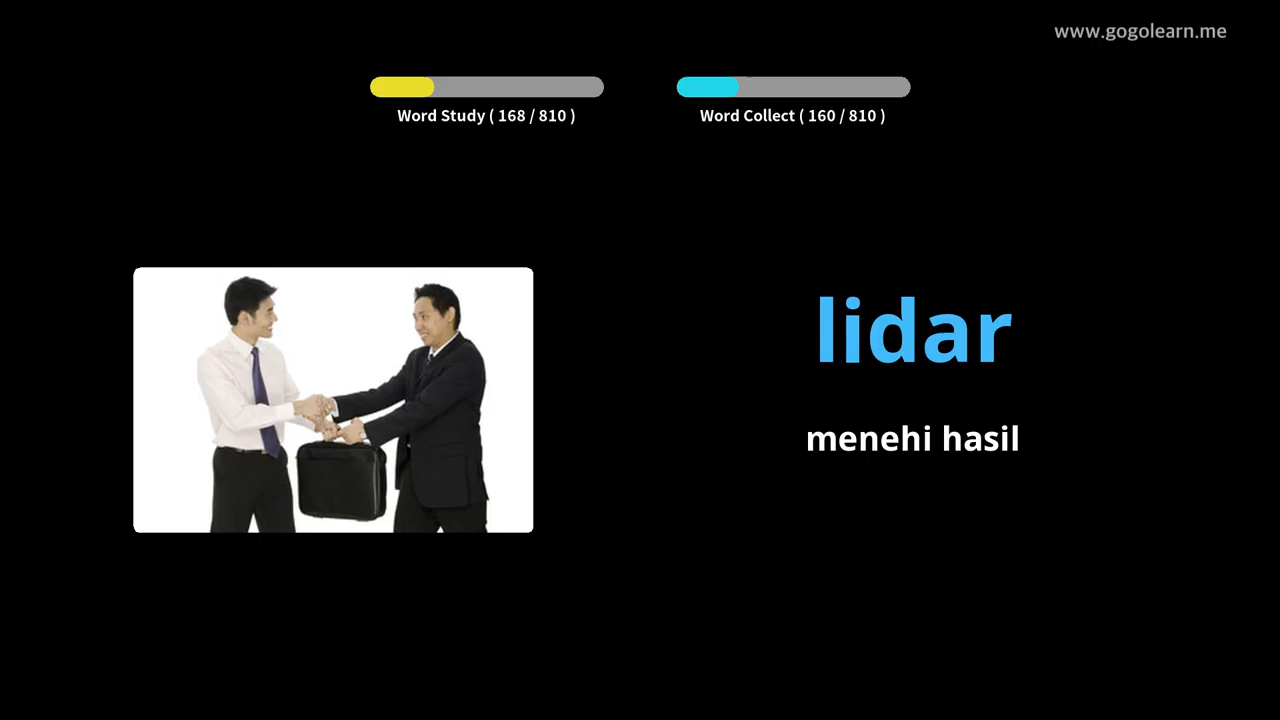 www.gogolearn.me
Word Study ( 168 / 810 )
Word Collect ( 160 / 810 )
lidar
menehi hasil